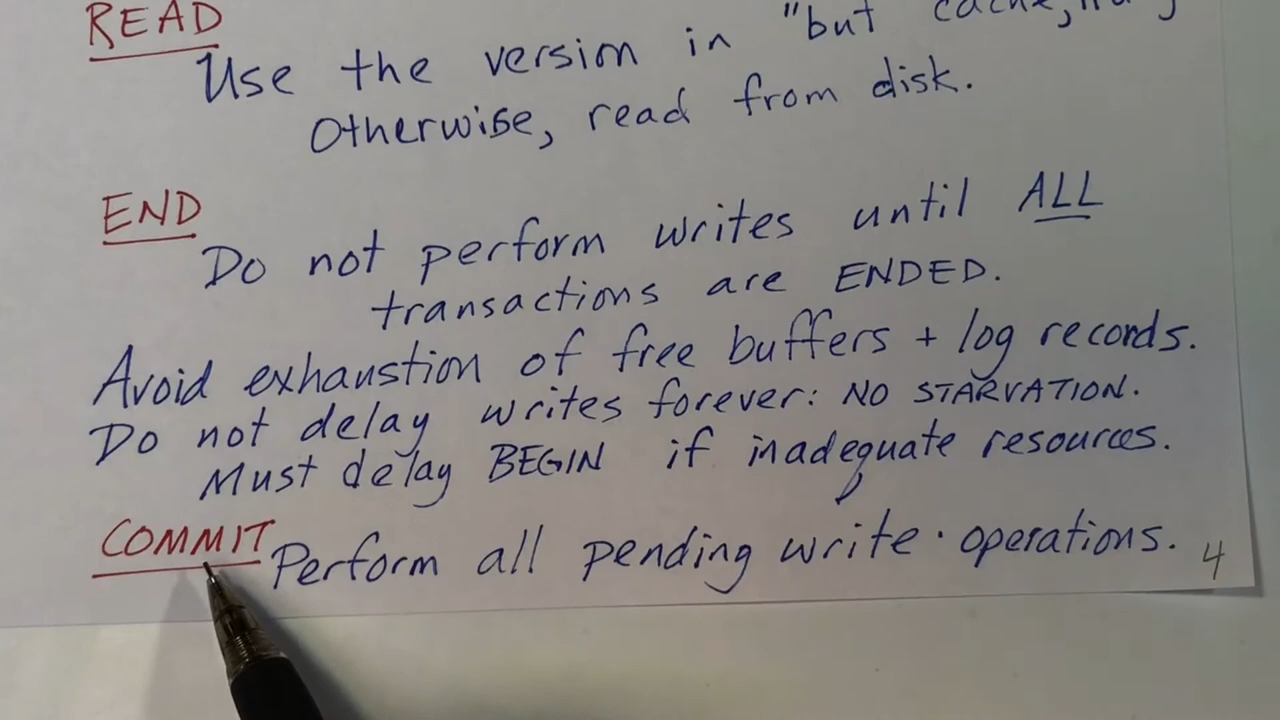 READ
Use the version in "but cache,
Otherwise, read from disk.
END
Do not perform writes until ALL
transactions are ENDED.
Avoid exhaustion of free buffers + log records.
Do not delay writes forever: NO STARVATION.
Must delay BEGIN if inadequate resources.
COMMIT Perform all pending write operations.
4